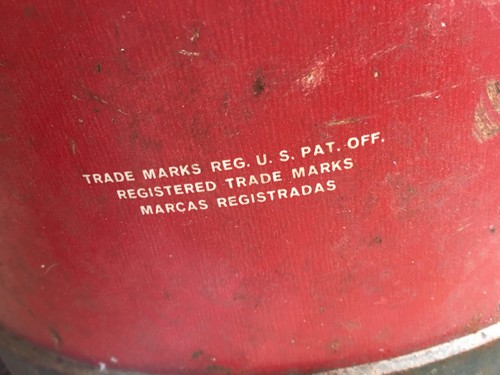 TRADE MARKS REG. U. S. PAT. OFF.
REGISTERED TRADE MARKS
MARCAS REGISTRADAS